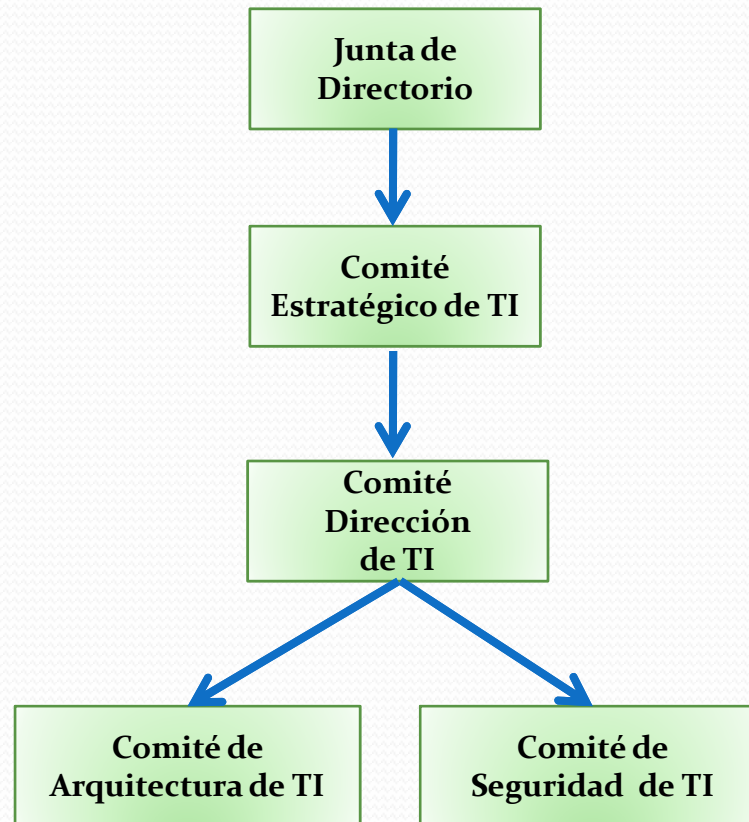 Junta de
Directorio
Comité
Estratégico de TI
Comité
Dirección
de TI
Comité de
Arquitectura de TI
Comité de
Seguridad de TI